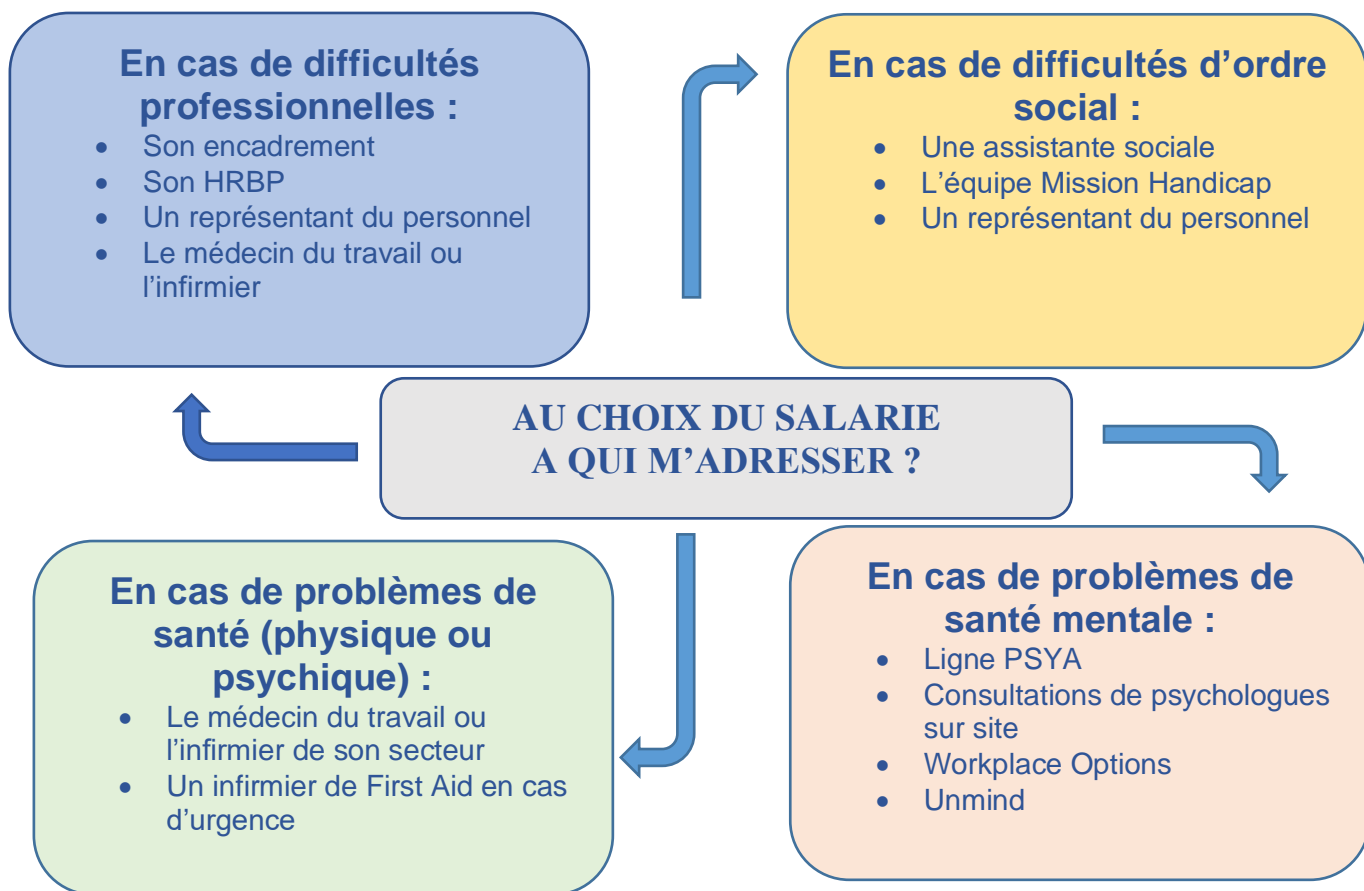 En cas de difficultés
professionnelles :
• Son encadrement
• Son HRBP
• Un représentant du personnel
• Le médecin du travail ou
l’infirmier
En cas de difficultés d’ordre
social :
• Une assistante sociale
• L’équipe Mission Handicap
• Un représentant du personnel
AU CHOIX DU SALARIE
A QUI M’ADRESSER ?
En cas de problèmes de
santé (physique ou
psychique) :
• Le médecin du travail ou
l’infirmier de son secteur
• Un infirmier de First Aid en cas
d’urgence
En cas de problèmes de
santé mentale :
• Ligne PSYA
• Consultations de psychologues
sur site
• Workplace Options
• Unmind